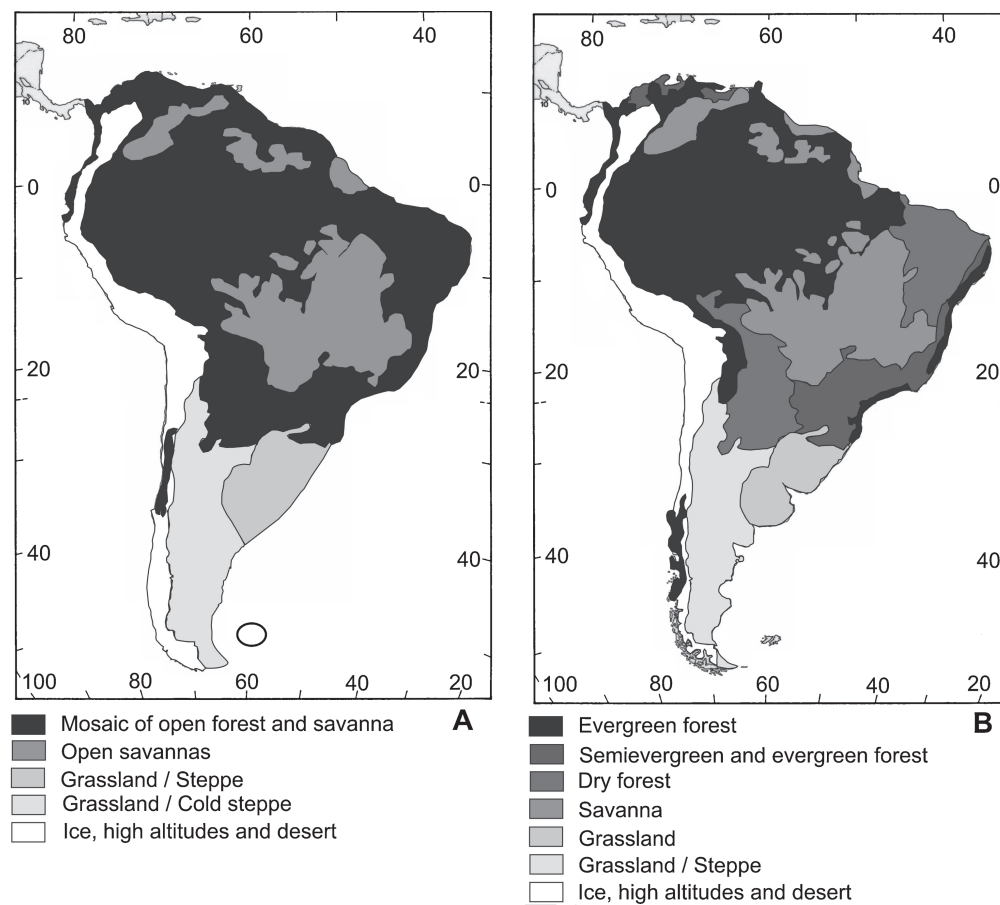 80 60 40
0 0
20 20
40 40
100 80 60 40 20
A
Mosaic of open forest and savanna
Open savannas
Grassland / Steppe
Grassland / Cold steppe
Ice, high altitudes and desert
80 60 40
10
0 0
20 20
40 40
100 80 60 40 20
B
Evergreen forest
Semievergreen and evergreen forest
Dry forest
Savanna
Grassland
Grassland / Steppe
Ice, high altitudes and desert